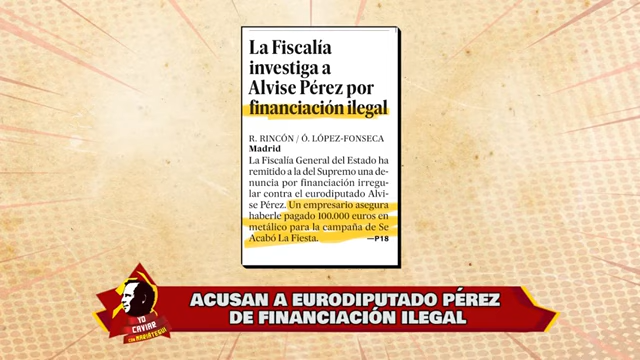 La Fiscalía
investiga a
Alvise Pérez por
financiación ilegal
R. RINCÓN / Ó. LÓPEZ-FONSECA
Madrid
La Fiscalía General del Estado ha
remitido a la del Supremo una de-
nuncia por financiación irregu-
lar contra el eurodiputado Alvi-
se Pérez. Un empresario asegura
haberle pagado 100.000 euros en
metálico para la campaña de Se
Acabó La Fiesta. —P18
YO
CAVIAR
CON MARIÁTEGUI
ACUSAN A EURODIPUTADO PÉREZ
DE FINANCIACIÓN ILEGAL